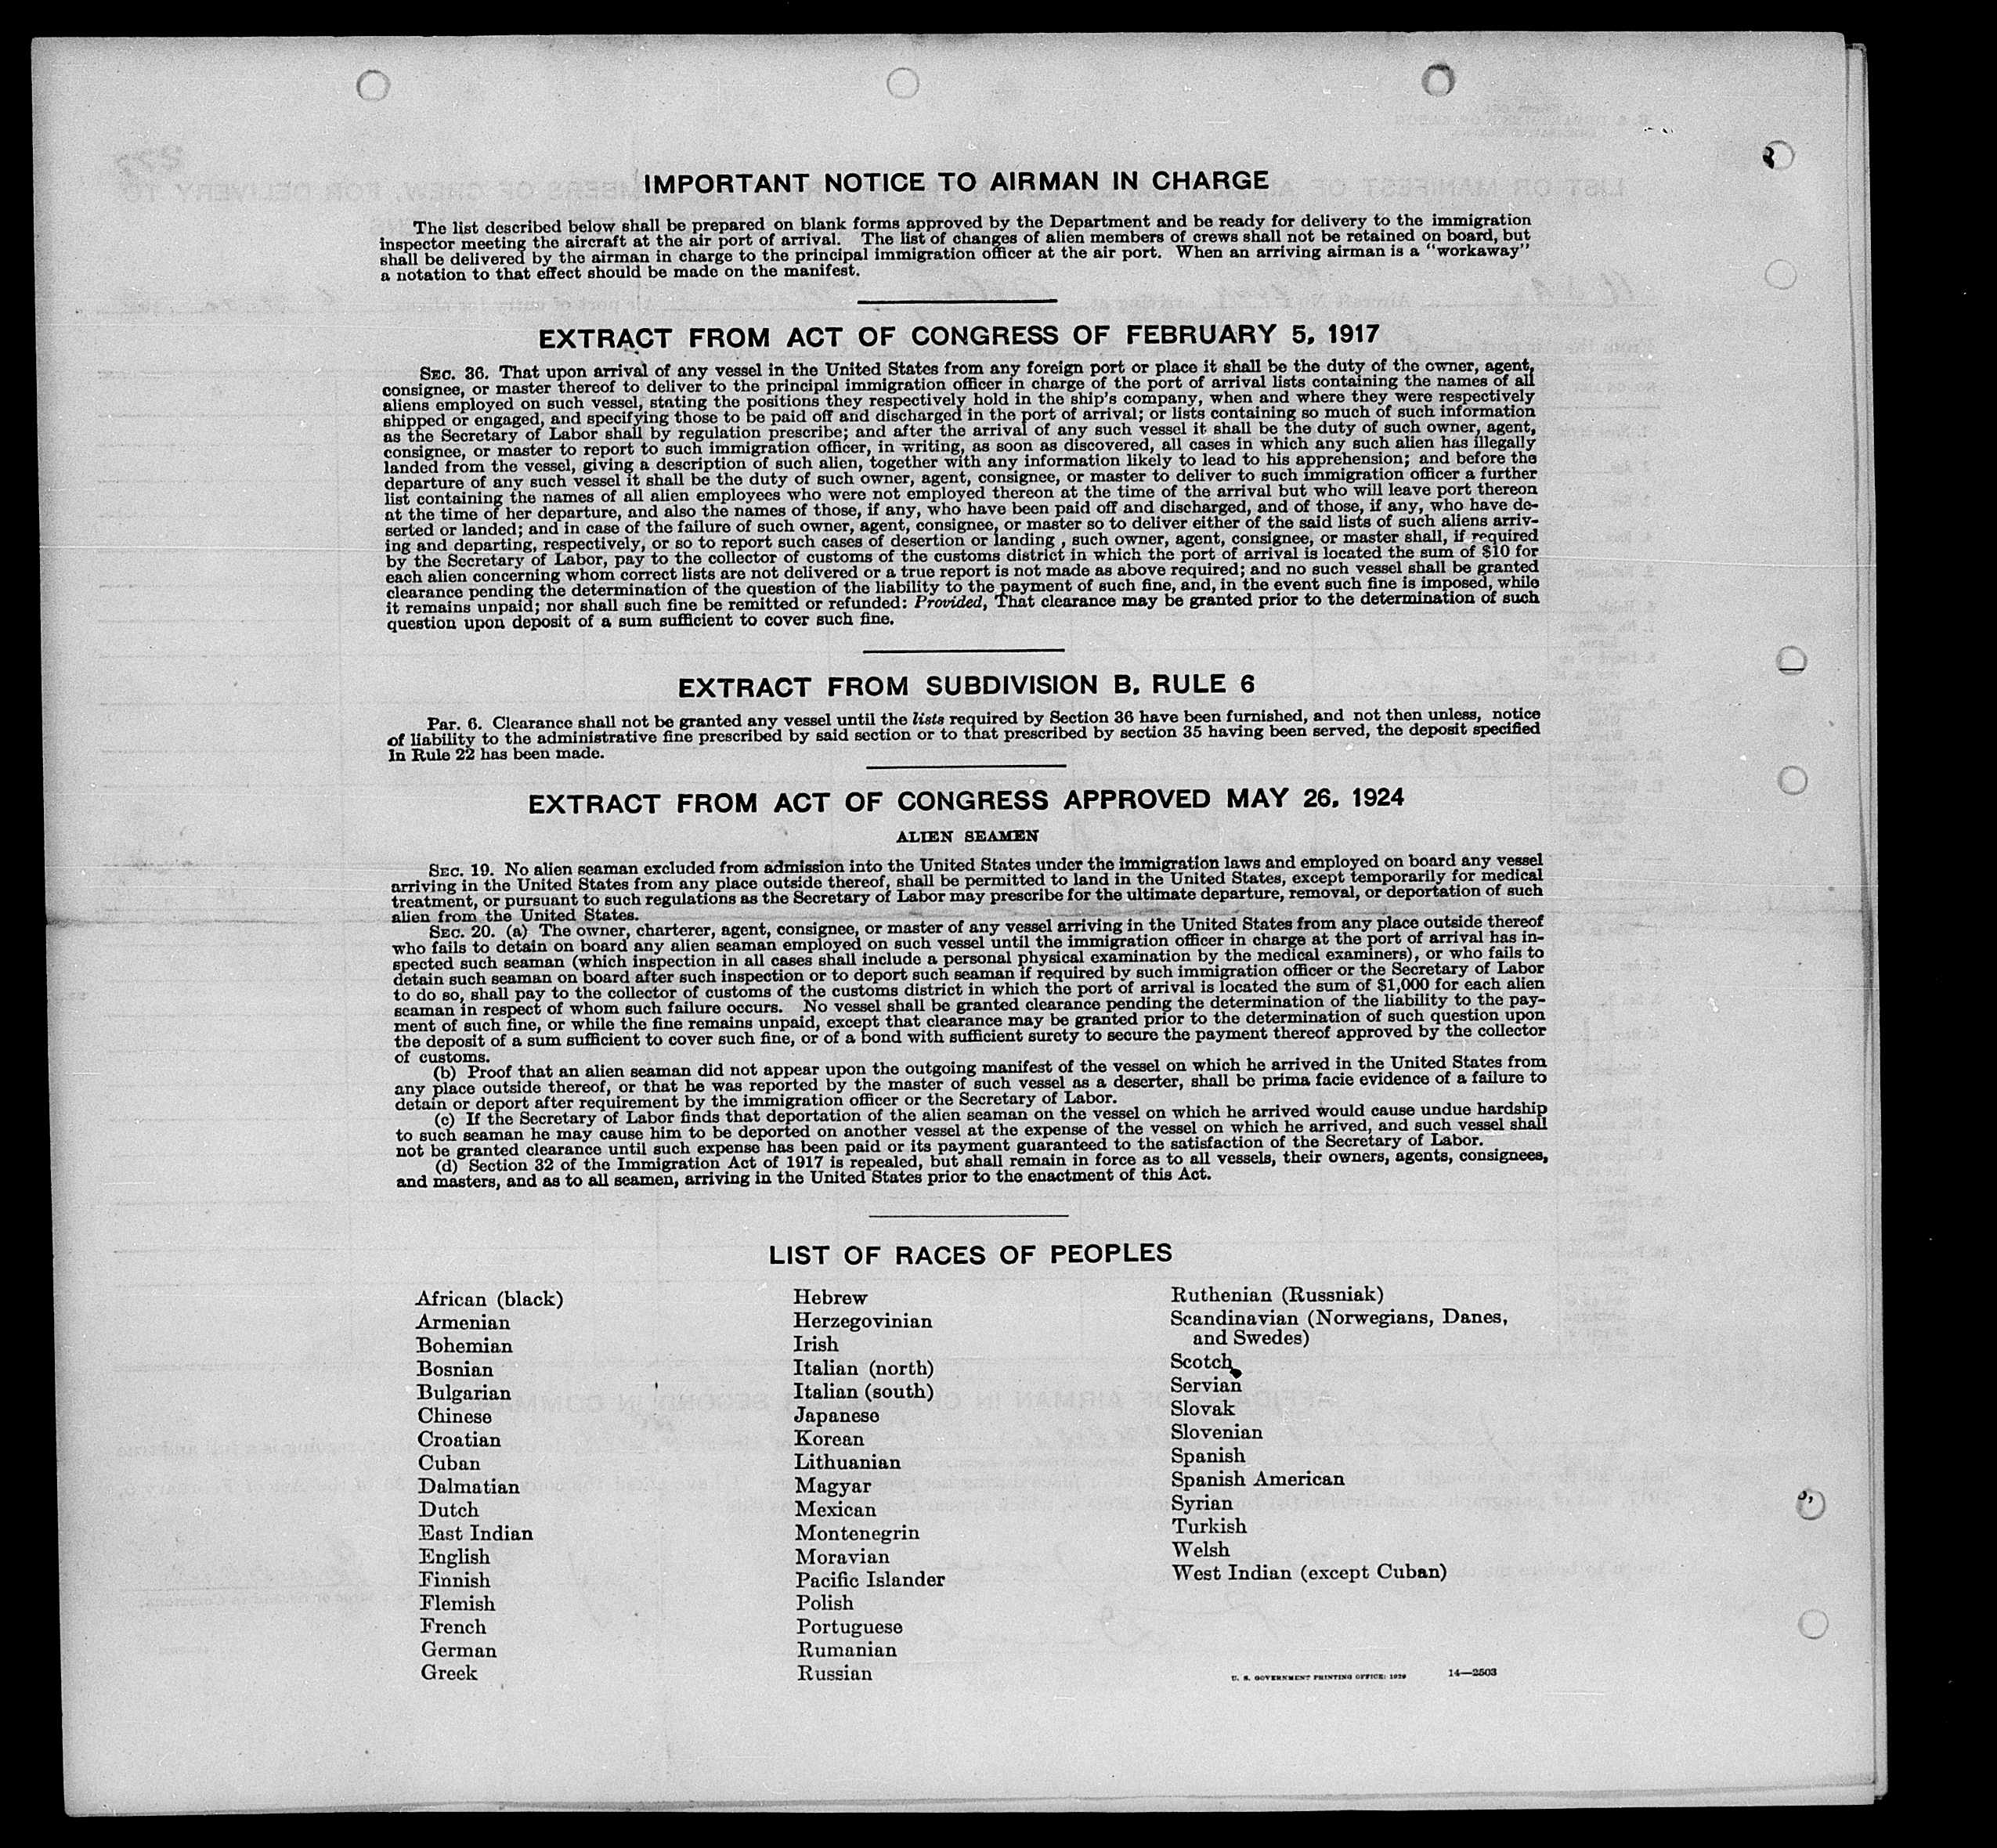 IMPORTANT NOTICE TO AIRMAN IN CHARGE
The list described below shall be prepared on blank forms approved by the Department and be ready for delivery to the immigration
inspector meeting the aircraft at the air port of arrival. The list of changes of alien members of crews shall not be retained on board, but
shall be delivered by the airman in charge to the principal immigration officer at the air port. When an arriving airman is a "workaway"
a notation to that effect should be made on the manifest.
EXTRACT FROM ACT OF CONGRESS OF FEBRUARY 5, 1917
SEC. 36. That upon arrival of any vessel in the United States from any foreign port or place it shall be the duty of the owner, agent,
consignee, or master thereof to deliver to the principal immigration officer in charge of the port of arrival lists containing the names of all
aliens employed on such vessel, stating the positions they respectively hold in the ship's company, when and where they were respectively
shipped or engaged, and specifying those to be paid off and discharged in the port of arrival; or lists containing so much of such information
as the Secretary of Labor shall by regulation prescribe; and after the arrival of any such vessel it shall be the duty of such owner, agent,
consignee, or master to report to such immigration officer, in writing, as soon as discovered, all cases in which any such alien has illegally
landed from the vessel, giving a description of such alien, together with any information likely to lead to his apprehension; and before the
departure of any such vessel it shall be the duty of such owner, agent, consignee, or master to deliver to such immigration officer a further
list containing the names of all alien employees who were not employed thereon at the time of the arrival but who will leave port thereon
at the time of her departure, and also the names of those, if any, who have been paid off and discharged, and of those, if any, who have de-
serted or landed; and in case of the failure of such owner, agent, consignee, or master so to deliver either of the said lists of such aliens arriv-
ing and departing, respectively, or so to report such cases of desertion or landing , such owner, agent, consignee, or master shall, if required
by the Secretary of Labor, pay to the collector of customs of the customs district in which the port of arrival is located the sum of $10 for
each alien concerning whom correct lists are not delivered or a true report is not made as above required; and no such vessel shall be granted
clearance pending the determination of the question of the liability to the payment of such fine, and, in the event such fine is imposed, while
it remains unpaid; nor shall such fine be remitted or refunded: Provided, That clearance may be granted prior to the determination of such
question upon deposit of a sum sufficient to cover such fine.
EXTRACT FROM SUBDIVISION B, RULE 6
Par. 6. Clearance shall not be granted any vessel until the lists required by Section 36 have been furnished, and not then unless, notice
of liability to the administrative fine prescribed by said section or to that prescribed by section 35 having been served, the deposit specified
in Rule 22 has been made.
EXTRACT FROM ACT OF CONGRESS APPROVED MAY 26, 1924
ALIEN SEAMEN
SEC. 19. No alien seaman excluded from admission into the United States under the immigration laws and employed on board any vessel
arriving in the United States from any place outside thereof, shall be permitted to land in the United States, except temporarily for medical
treatment, or pursuant to such regulations as the Secretary of Labor may prescribe for the ultimate departure, removal, or deportation of such
alien from the United States.
SEC. 20. (a) The owner, charterer, agent, consignee, or master of any vessel arriving in the United States from any place outside thereof
who fails to detain on board any alien seaman employed on such vessel until the immigration officer in charge at the port of arrival has in-
spected such seaman (which inspection in all cases shall include a personal physical examination by the medical examiners), or who fails to
detain such seaman on board after such inspection or to deport such seaman if required by such immigration officer or the Secretary of Labor
to do so, shall pay to the collector of customs of the customs district in which the port of arrival is located the sum of $1,000 for each alien
seaman in respect of whom such failure occurs. No vessel shall be granted clearance pending the determination of the liability to the pay-
ment of such fine, or while the fine remains unpaid, except that clearance may be granted prior to the determination of such question upon
the deposit of a sum sufficient to cover such fine, or of a bond with sufficient surety to secure the payment thereof approved by the collector
of customs.
(b) Proof that an alien seaman did not appear upon the outgoing manifest of the vessel on which he arrived in the United States from
any place outside thereof, or that he was reported by the master of such vessel as a deserter, shall be prima facie evidence of a failure to
detain or deport after requirement by the immigration officer or the Secretary of Labor.
(c) If the Secretary of Labor finds that deportation of the alien seaman on the vessel on which he arrived would cause undue hardship
to such seaman he may cause him to be deported on another vessel at the expense of the vessel on which he arrived, and such vessel shall
not be granted clearance until such expense has been paid or its payment guaranteed to the satisfaction of the Secretary of Labor.
(d) Section 32 of the Immigration Act of 1917 is repealed, but shall remain in force as to all vessels, their owners, agents, consignees,
and masters, and as to all seamen, arriving in the United States prior to the enactment of this Act.
LIST OF RACES OF PEOPLES
African (black)
Armenian
Bohemian
Bosnian
Bulgarian
Chinese
Croatian
Cuban
Dalmatian
Dutch
East Indian
English
Finnish
Flemish
French
German
Greek
Hebrew
Herzegovinian
Irish
Italian (north)
Italian (south)
Japanese
Korean
Lithuanian
Magyar
Mexican
Montenegrin
Moravian
Pacific Islander
Polish
Portuguese
Rumanian
Russian
Ruthenian (Russniak)
Scandinavian (Norwegians, Danes,
and Swedes)
Scotch
Servian
Slovak
Slovenian
Spanish
Spanish American
Syrian
Turkish
Welsh
West Indian (except Cuban)
U. S. GOVERNMENT PRINTING OFFICE: 1929 14—2503